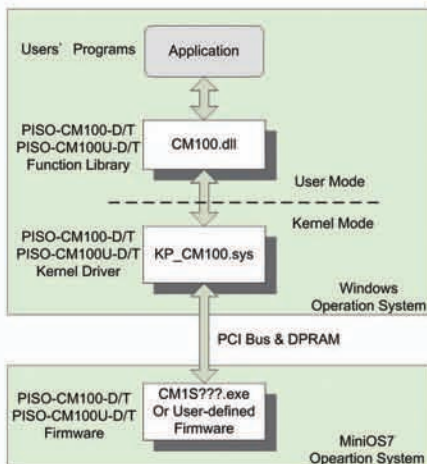 Users' Programs
Application
PISO-CM100-D/T
PISO-CM100U-D/T
Function Library
CM100.dll
User Mode
Kernel Mode
PISO-CM100-D/T
PISO-CM100U-D/T
Kernel Driver
KP_CM100.sys
Windows
Operation System
PCI Bus & DPRAM
PISO-CM100-D/T
PISO-CM100U-D/T
Firmware
CM1S???.exe
Or User-defined
Firmware
MiniOS7
Opeartion System